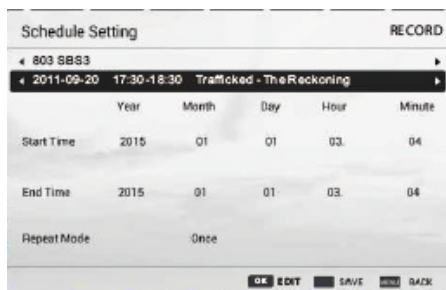 Schedule Setting RECORD
803 SBS3
2011-09-20 17:30-18:30 Trafficked - The Reckoning
Year Month Day Hour Minute
Start Time 2015 01 01 03. 04
End Time 2015 01 01 03. 04
Repeat Mode Once
OK EDIT SAVE MENU BACK